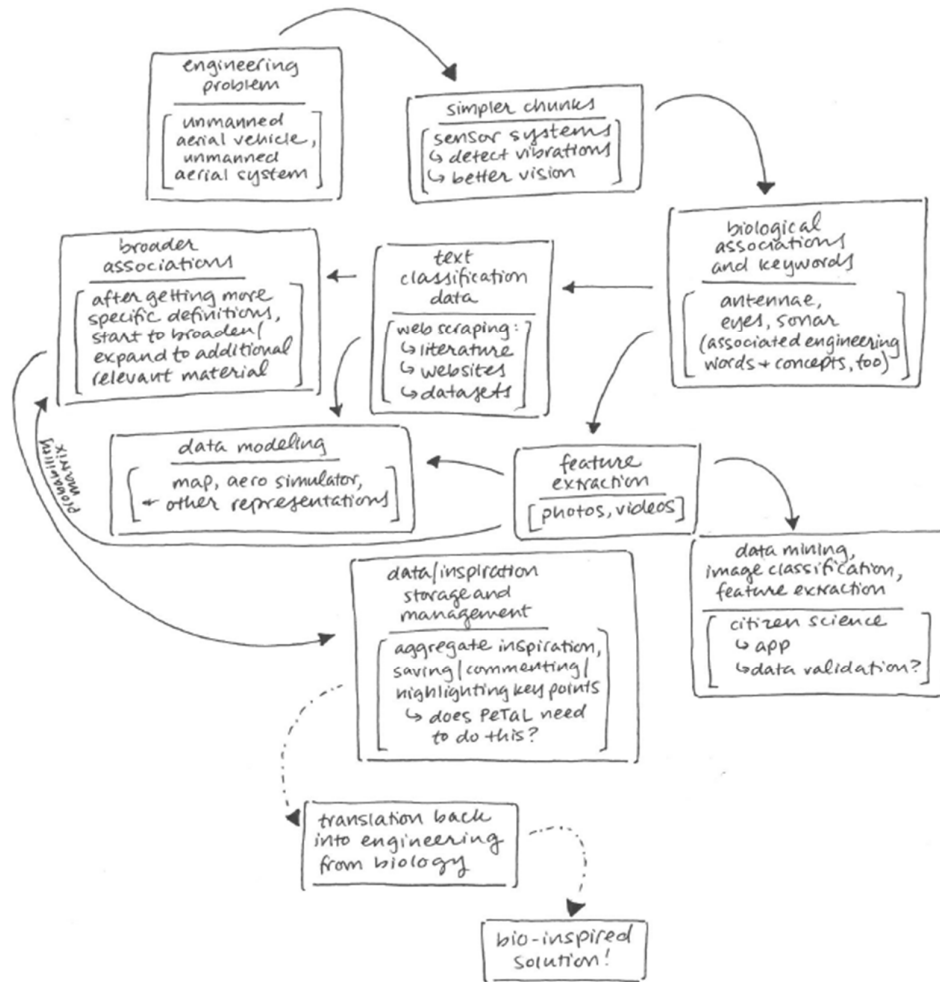 engineering
problem
unmanned
aerial vehicle,
unmanned
aerial system
simpler chunks
sensor systems
↳ detect vibrations
↳ better vision
biological
associations
and keywords
antennae,
eyes, sonar
(associated engineering
words + concepts, too)
text
classification
data
web scraping:
↳ literature
↳ websites
↳ datasets
broader
associations
after getting more
specific definitions,
start to broaden/
expand to additional
relevant material
probability
matrix
data modeling
map, aero simulator,
other representations
feature
extraction
photos, videos
data mining,
image classification,
feature extraction
citizen science
↳ app
↳ data validation?
data/inspiration
storage and
management
aggregate inspiration,
saving/commenting/
highlighting key points
↳ does PeTaL need
to do this?
translation back
into engineering
from biology
bio-inspired
solution!